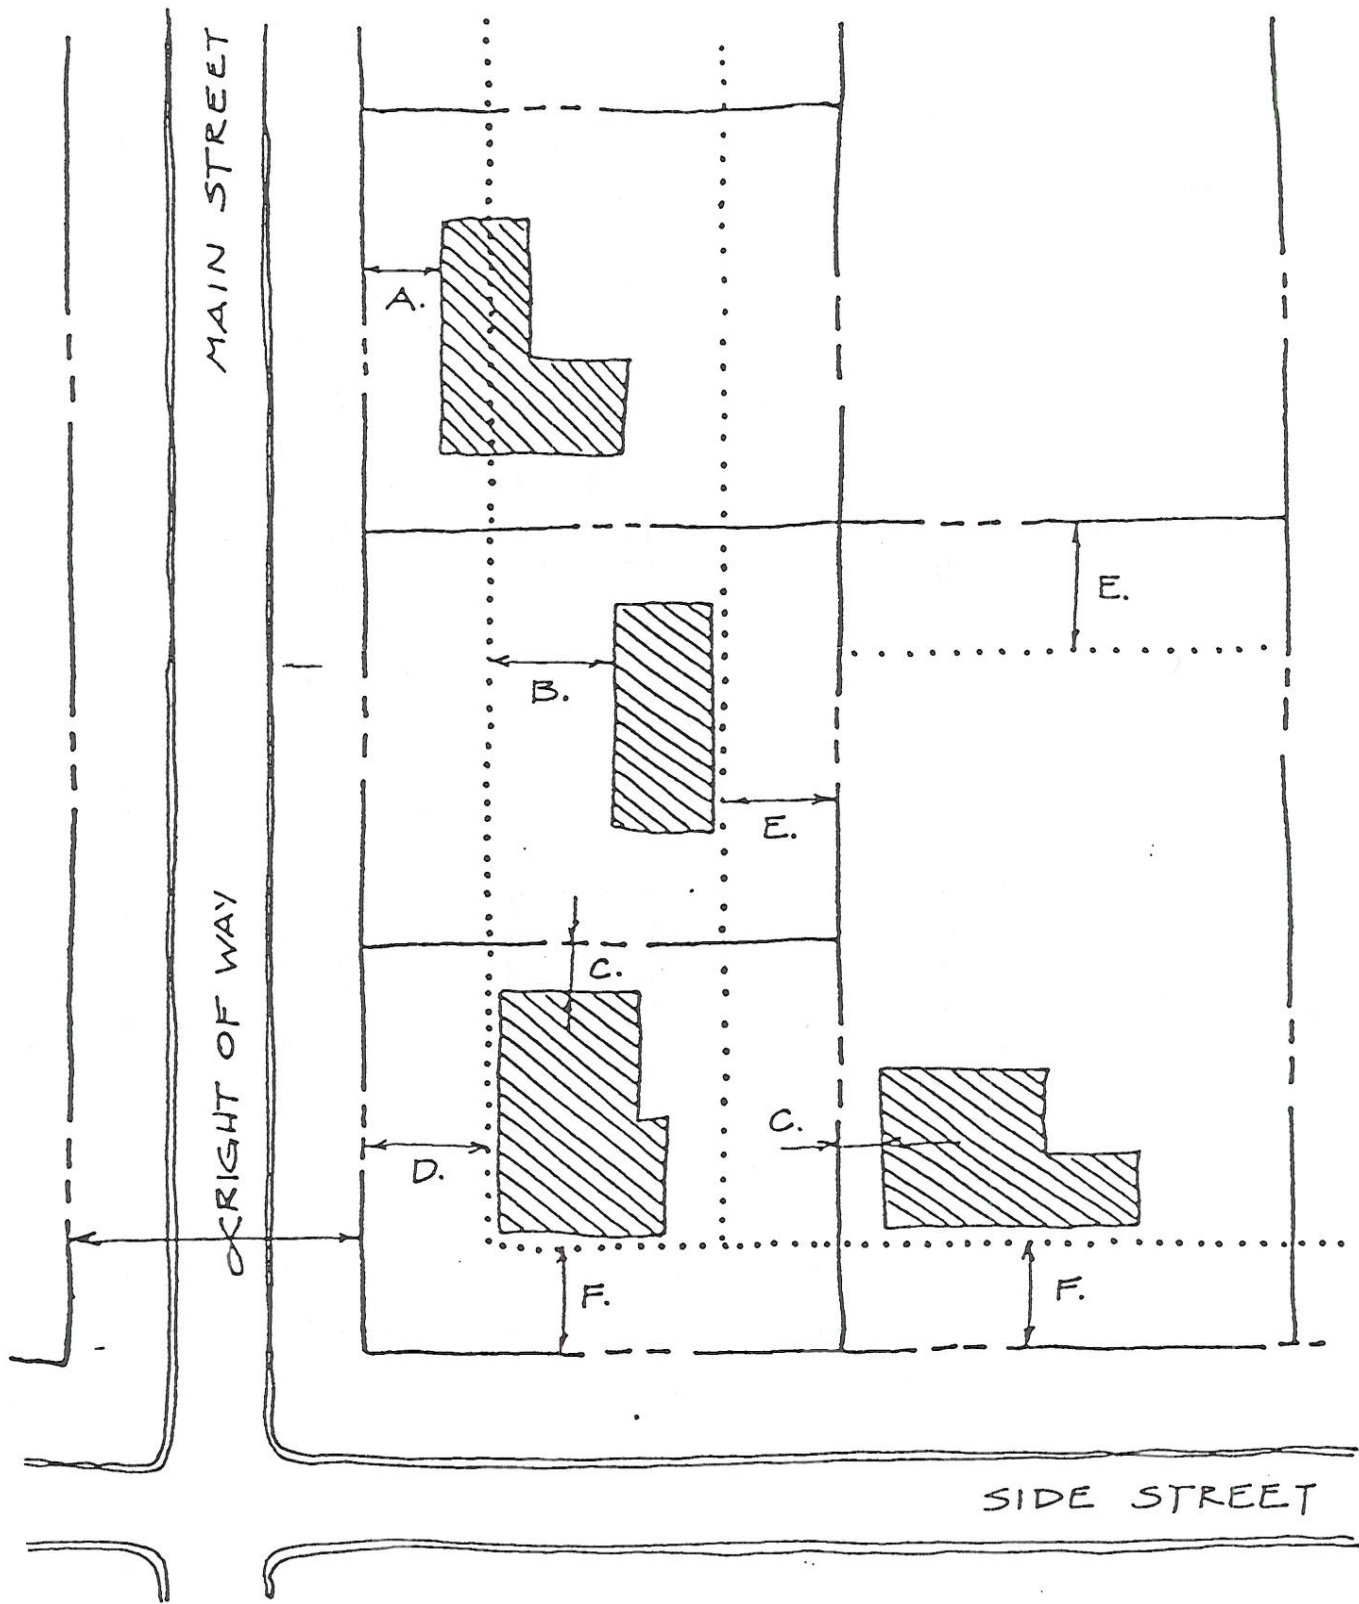 MAIN STREET
A.
E.
B.
E.
C.
RIGHT OF WAY
C.
D.
F.
F.
SIDE STREET